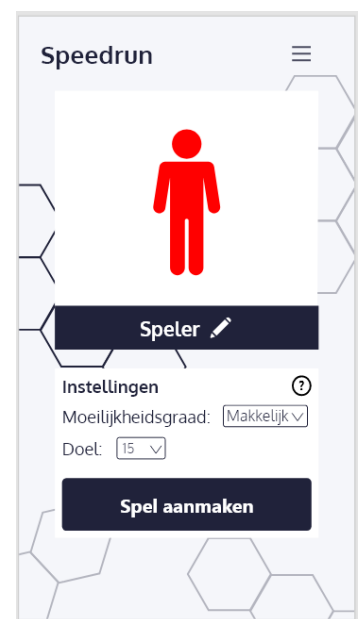 Speedrun
Speler
Instellingen ?
Moeilijkheidsgraad: Makkelijk
Doel: 15
Spel aanmaken